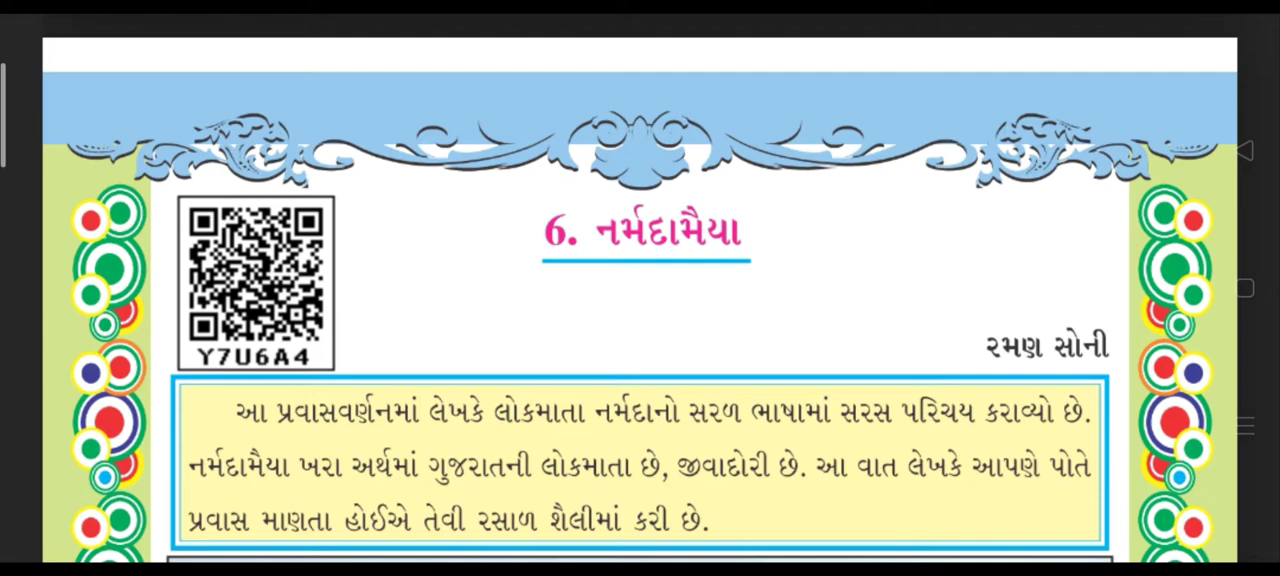 6. નર્મદામૈયા
Y7U6A4
રમણ સોની
આ પ્રવાસવર્ણનમાં લેખકે લોકમાતા નર્મદાનો સરળ ભાષામાં સરસ પરિચય કરાવ્યો છે.
નર્મદામૈયા ખરા અર્થમાં ગુજરાતની લોકમાતા છે, જીવાદોરી છે. આ વાત લેખકે આપણે પોતે
પ્રવાસ માણતા હોઈએ તેવી રસાળ શૈલીમાં કરી છે.